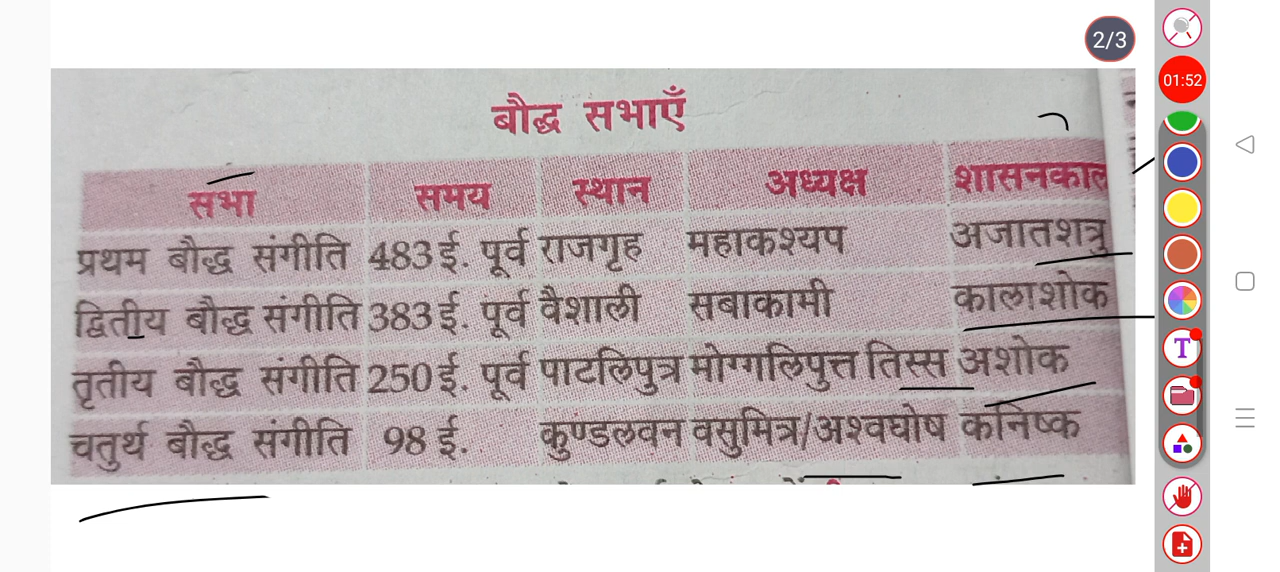 2/3
01:52
बौद्ध सभाएँ
सभा समय स्थान अध्यक्ष शासनकाल
प्रथम बौद्ध संगीति 483 ई. पूर्व राजगृह महाकश्यप अजातशत्रु
द्वितीय बौद्ध संगीति 383 ई. पूर्व वैशाली सबाकामी कालाशोक
तृतीय बौद्ध संगीति 250 ई. पूर्व पाटलिपुत्र मोग्गलिपुत्त तिस्स अशोक
चतुर्थ बौद्ध संगीति 98 ई. कुण्डलवन वसुमित्र/अश्वघोष कनिष्क
T